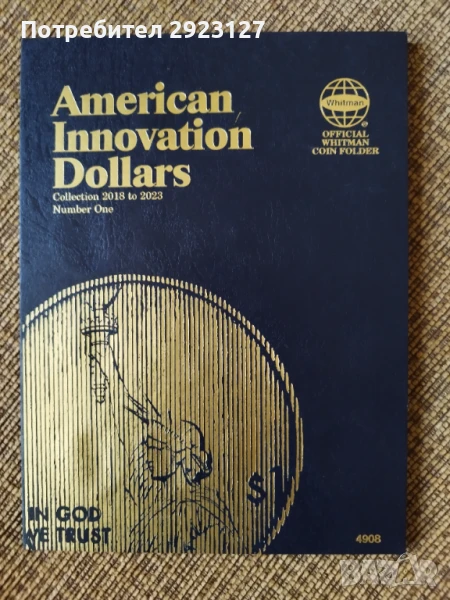 Потребител 2923127
American
Innovation
Dollars
Collection 2018 to 2023
Number One
Whitman
®
OFFICIAL
WHITMAN
COIN FOLDER
$1
IN GOD
WE TRUST
4908
BAZAR